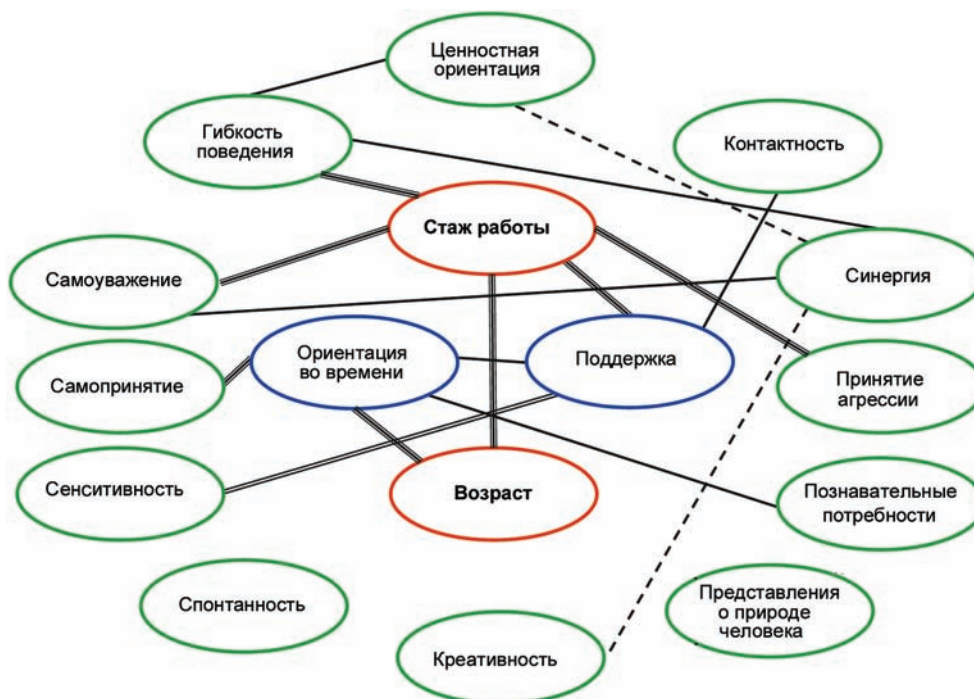 Ценностная
ориентация
Гибкость
поведения
Контактность
Стаж работы
Самоуважение
Синергия
Ориентация
во времени
Поддержка
Самопринятие
Принятие
агрессии
Сенситивность
Возраст
Познавательные
потребности
Спонтанность
Представления
о природе
человека
Креативность